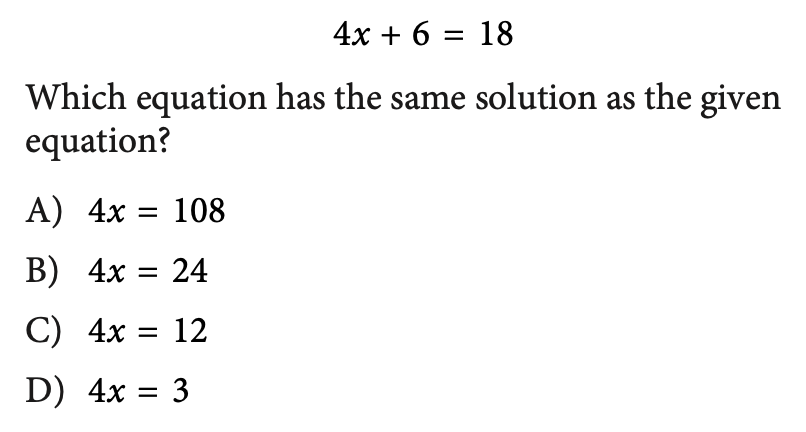 4x + 6 = 18
Which equation has the same solution as the given
equation?
A) 4x = 108
B) 4x = 24
C) 4x = 12
D) 4x = 3